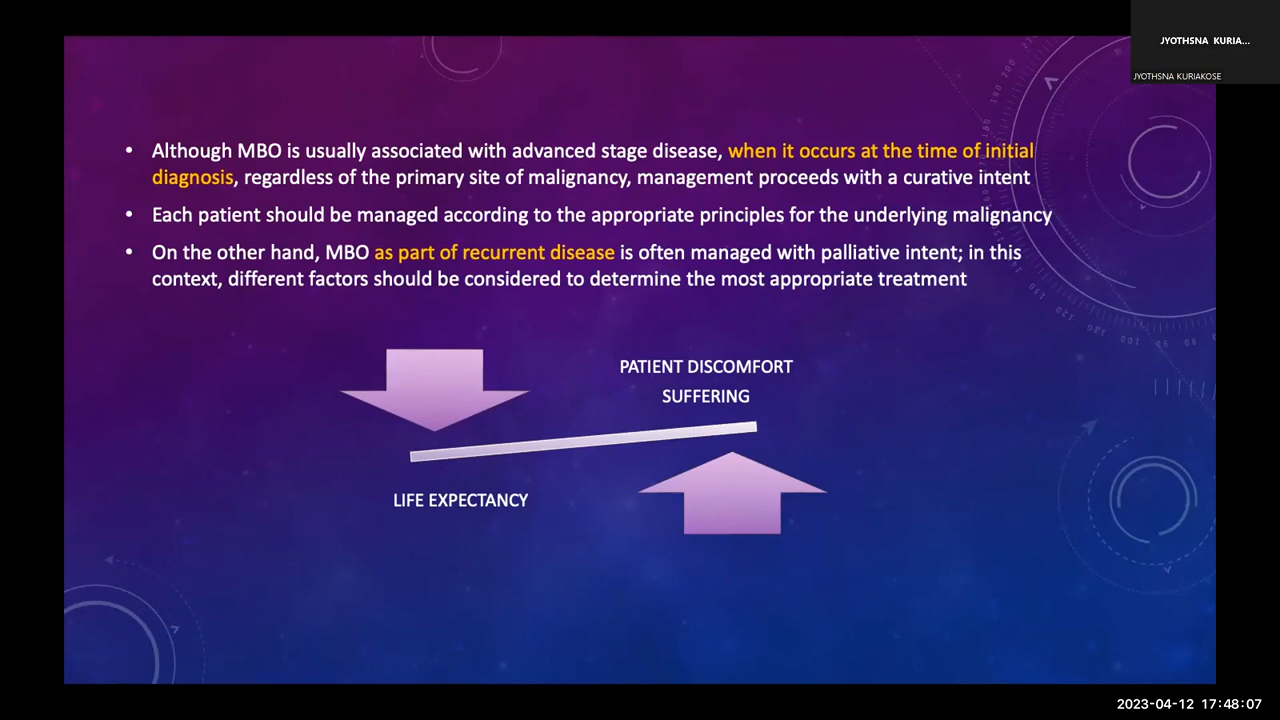 JYOTHSNA KURIA...
JYOTHSNA KURIAKOSE
• Although MBO is usually associated with advanced stage disease, when it occurs at the time of initial
diagnosis, regardless of the primary site of malignancy, management proceeds with a curative intent
• Each patient should be managed according to the appropriate principles for the underlying malignancy
• On the other hand, MBO as part of recurrent disease is often managed with palliative intent; in this
context, different factors should be considered to determine the most appropriate treatment
PATIENT DISCOMFORT
SUFFERING
LIFE EXPECTANCY
2023-04-12 17:48:07